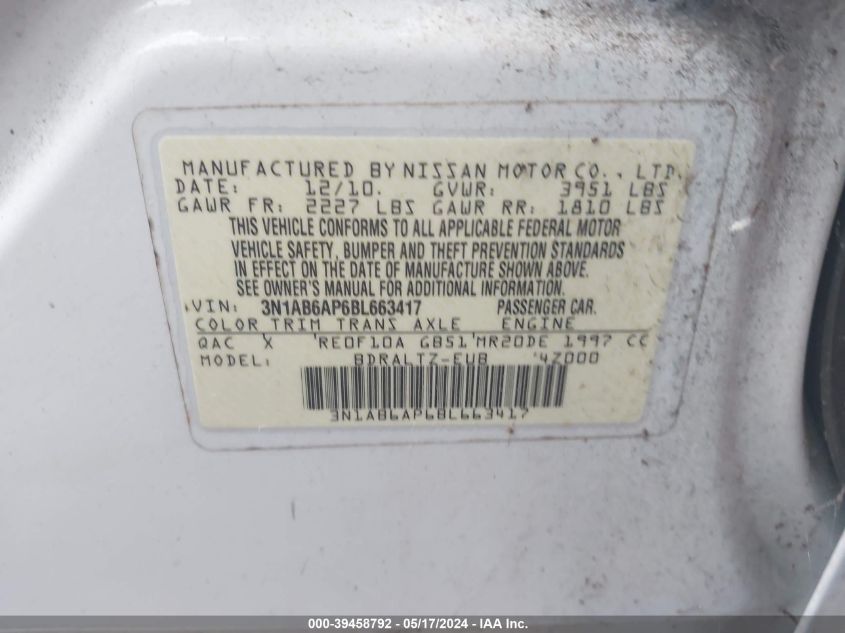 MANUFACTURED BY NISSAN MOTOR CO., LTD.
DATE: 12/10. GVWR: 3951 LBS
GAWR FR: 2227 LBS GAWR RR: 1810 LBS
THIS VEHICLE CONFORMS TO ALL APPLICABLE FEDERAL MOTOR
VEHICLE SAFETY, BUMPER AND THEFT PREVENTION STANDARDS
IN EFFECT ON THE DATE OF MANUFACTURE SHOWN ABOVE.
SEE OWNER'S MANUAL FOR ADDITIONAL INFORMATION.
VIN: 3N1AB6AP6BL663417 PASSENGER CAR.
COLOR TRIM TRANS AXLE ENGINE
QAC X RE0F10A GB51 MR20DE 1997 CC
MODEL: BDRALTZ-EUB 4Z000
3N1AB6AP6BL663417
000-39458792 - 05/17/2024 - IAA Inc.